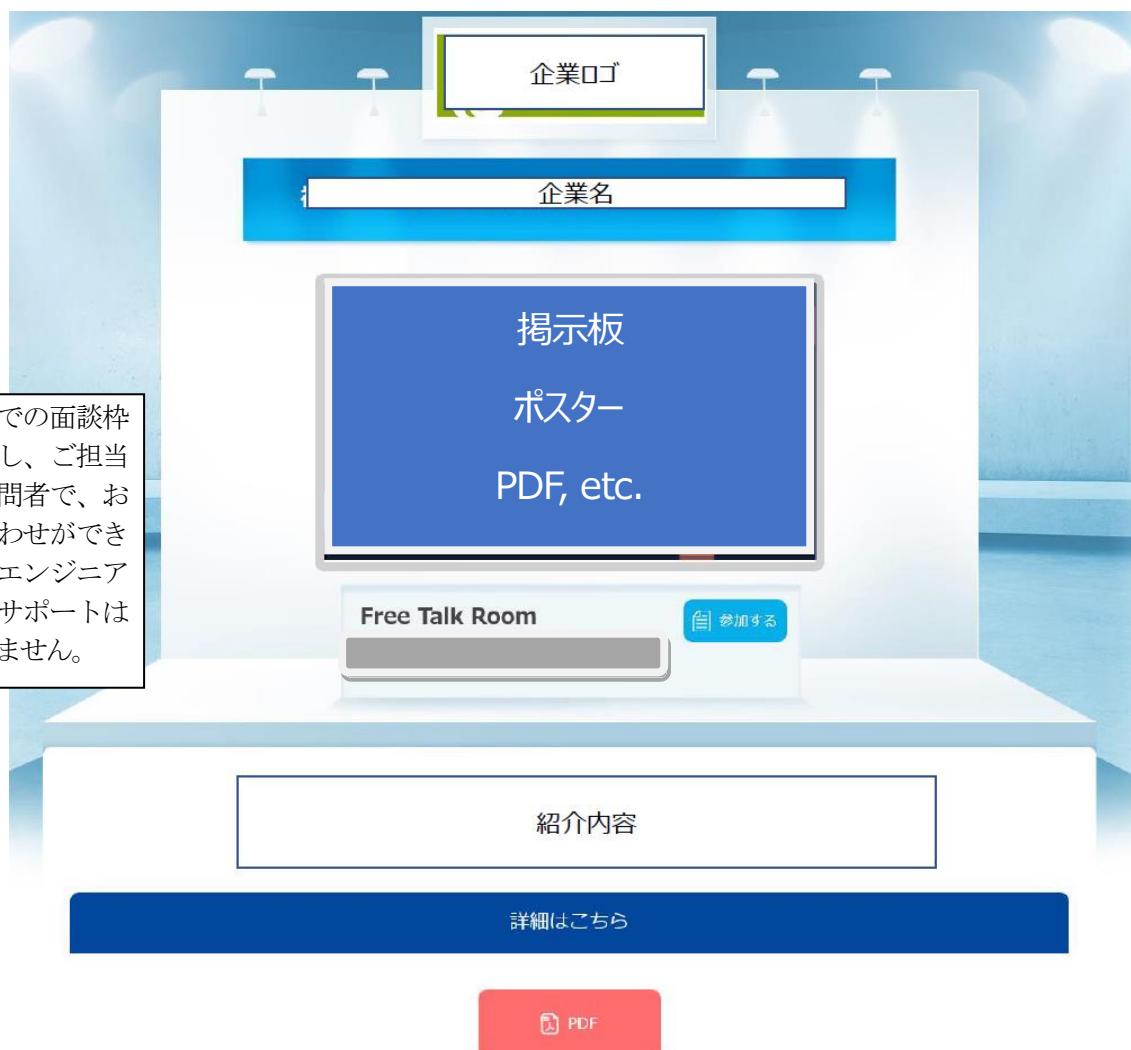 企業ロゴ
企業名
掲示板
ポスター
PDF, etc.
での面談枠
し、ご担当
問者で、お
わせができ
エンジニア
サポートは
ません。
Free Talk Room
参加する
紹介内容
詳細はこちら
PDF